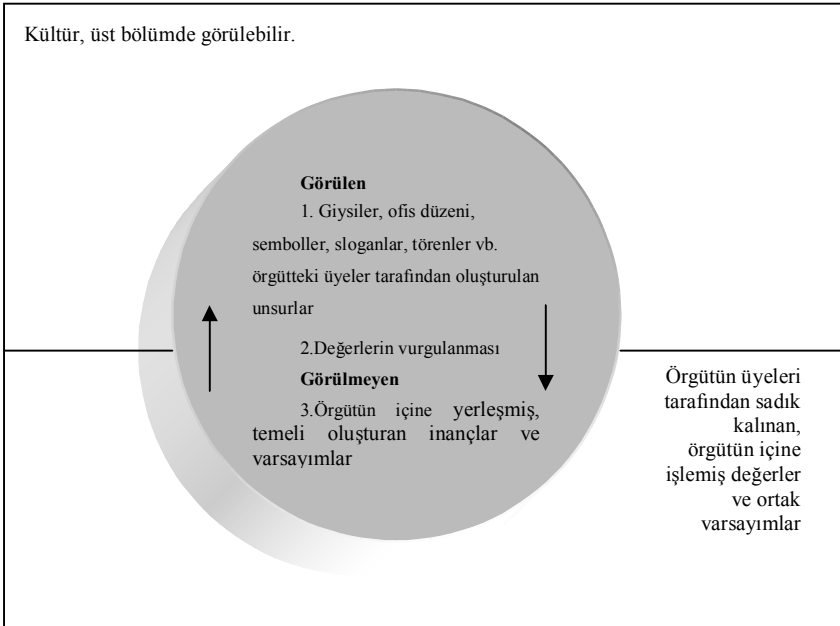 Kültür, üst bölümde görülebilir.
Görülen
1. Giysiler, ofis düzeni,
semboller, sloganlar, törenler vb.
örgütteki üyeler tarafından oluşturulan
unsurlar
2.Değerlerin vurgulanması
Görülmeyen
3.Örgütün içine yerleşmiş,
temeli oluşturan inançlar ve
varsayımlar
Örgütün üyeleri
tarafından sadık
kalınan,
örgütün içine
işlemiş değerler
ve ortak
varsayımlar